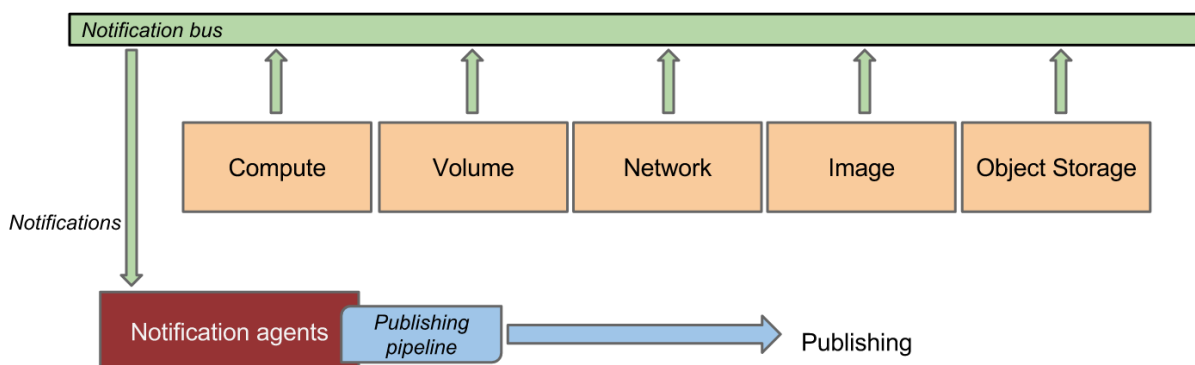 Notification bus
Compute
Volume
Network
Image
Object Storage
Notifications
Notification agents
Publishing
pipeline
Publishing